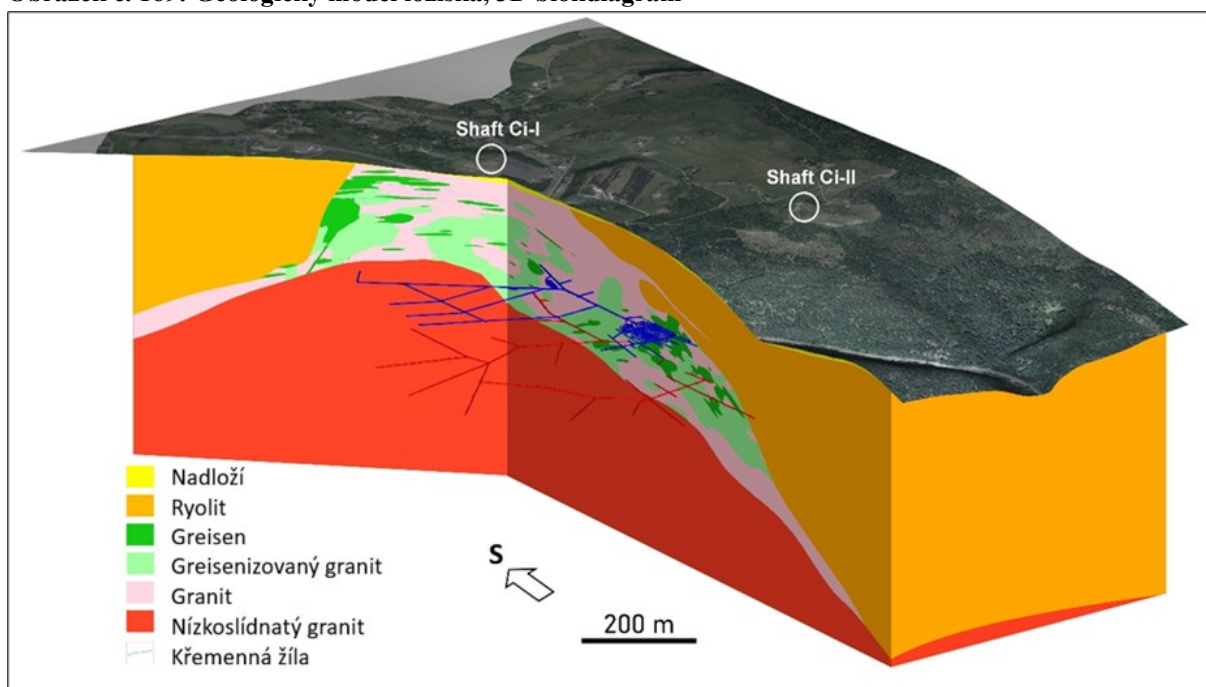 Obrázek č. 109: Geologický model ložiska, 3D blokdiagram
Shaft Ci-I
Shaft Ci-II
Nadloží
Ryolit
Greisen
Greisenizovaný granit
Granit
Nízkoslídnatý granit
Křemenná žíla
S
200 m